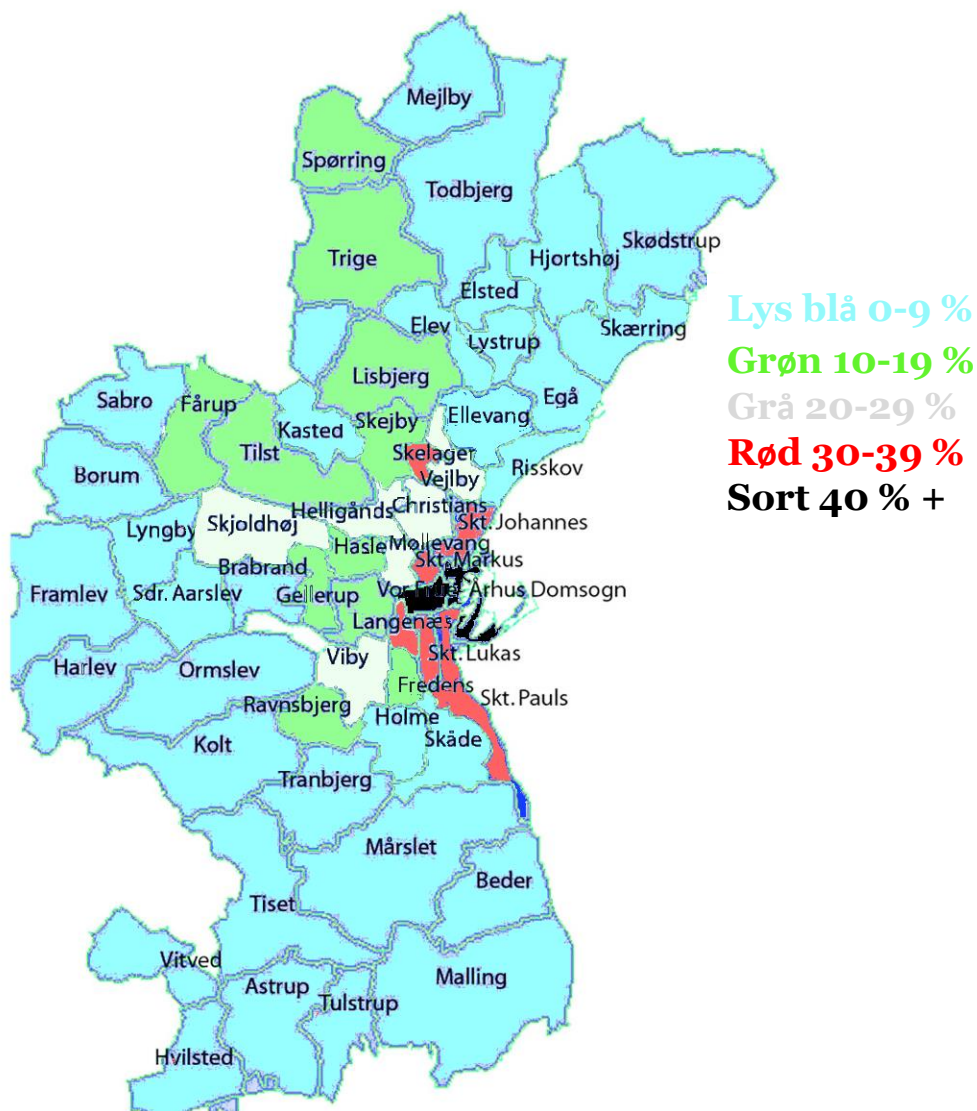 Mejlby
Spørring
Todbjerg
Trige
Hjortshøj
Skødstrup
Elsted
Elev
Lystrup
Skærring
Lisbjerg
Egå
Sabro
Fårup
Skejby
Ellevang
Kasted
Tilst
Skelager
Borum
Vejlby
Risskov
Helligånds
Christians
Lyngby
Skjoldhøj
Skt. Johannes
Hasle
Møllevang
Skt. Markus
Brabrand
Framlev
Sdr. Aarslev
Gellerup
Vor Frue
Århus Domsogn
Langenæs
Viby
Skt. Lukas
Harlev
Ormslev
Fredens
Skt. Pauls
Ravnsbjerg
Holme
Kolt
Skåde
Tranbjerg
Mårslet
Beder
Tiset
Vitved
Malling
Astrup
Tulstrup
Hvilsted
Lys blå 0-9 %
Grøn 10-19 %
Grå 20-29 %
Rød 30-39 %
Sort 40 % +